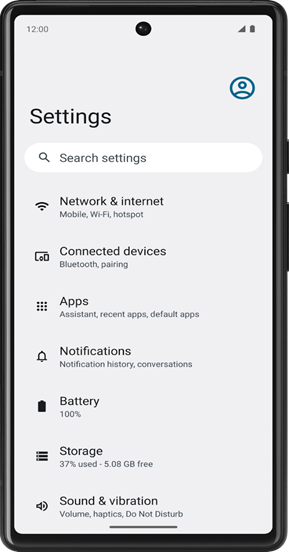 12:00
Settings
Search settings
Network & internet
Mobile, Wi-Fi, hotspot
Connected devices
Bluetooth, pairing
Apps
Assistant, recent apps, default apps
Notifications
Notification history, conversations
Battery
100%
Storage
37% used - 5.08 GB free
Sound & vibration
Volume, haptics, Do Not Disturb